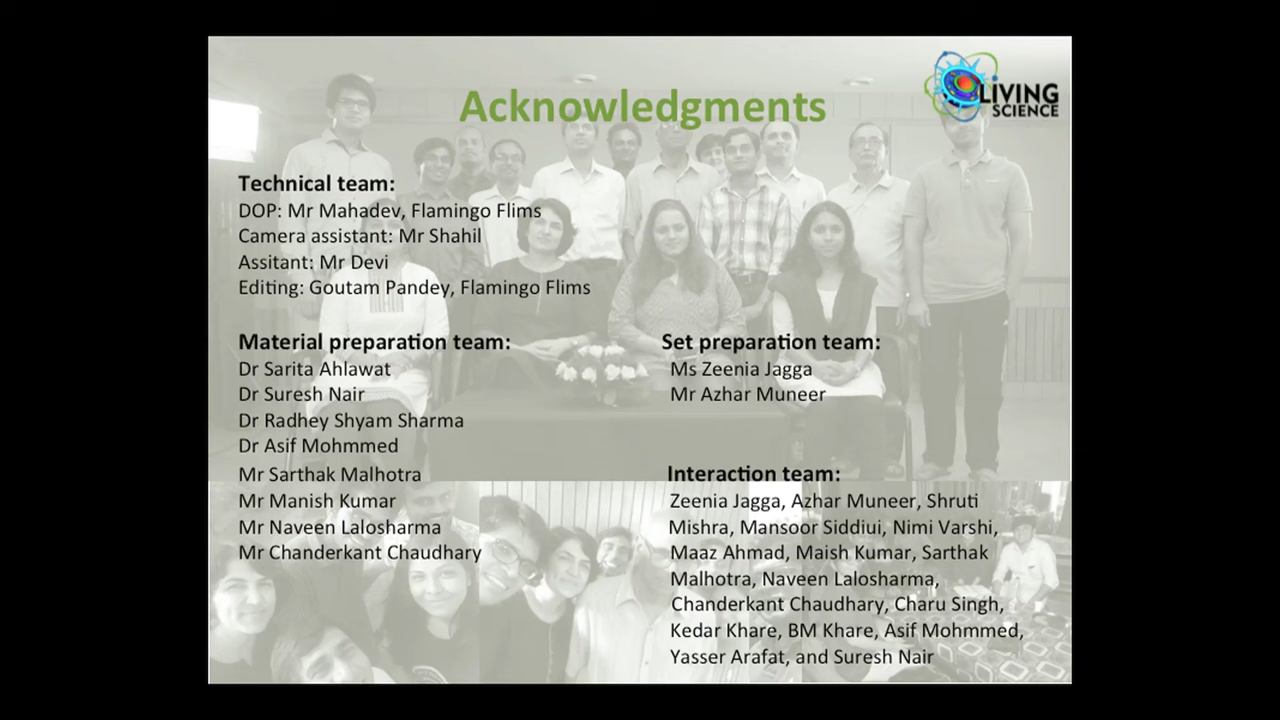 Acknowledgments
LIVING
SCIENCE
Technical team:
DOP: Mr Mahadev, Flamingo Flims
Camera assistant: Mr Shahil
Assitant: Mr Devi
Editing: Goutam Pandey, Flamingo Flims
Material preparation team:
Dr Sarita Ahlawat
Dr Suresh Nair
Dr Radhey Shyam Sharma
Dr Asif Mohmmed
Mr Sarthak Malhotra
Mr Manish Kumar
Mr Naveen Lalosharma
Mr Chanderkant Chaudhary
Set preparation team:
Ms Zeenia Jagga
Mr Azhar Muneer
Interaction team:
Zeenia Jagga, Azhar Muneer, Shruti
Mishra, Mansoor Siddiui, Nimi Varshi,
Maaz Ahmad, Maish Kumar, Sarthak
Malhotra, Naveen Lalosharma,
Chanderkant Chaudhary, Charu Singh,
Kedar Khare, BM Khare, Asif Mohmmed,
Yasser Arafat, and Suresh Nair